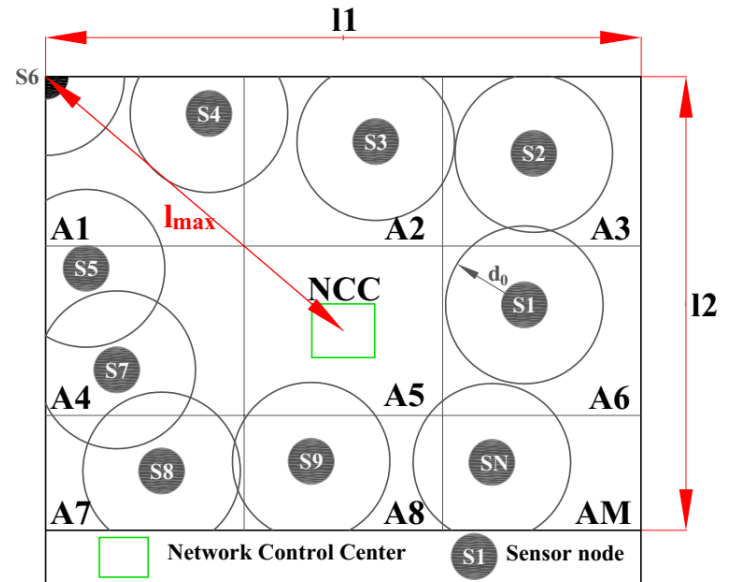 l1
S6
S4
S3
S2
A1
lmax
A2
A3
S5
NCC
d₀
S1
l2
S7
A4
A5
A6
S8
S9
SN
A7
A8
AM
Network Control Center
S1
Sensor node